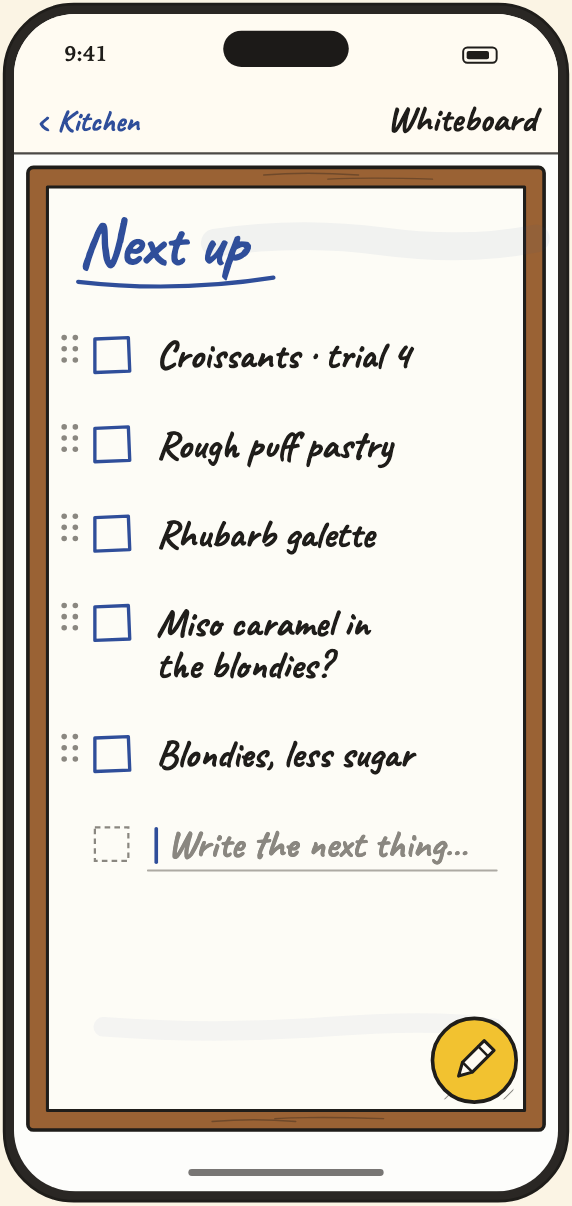 9:41
< Kitchen
Whiteboard
Next up
Croissants · trial 4
Rough puff pastry
Rhubarb galette
Miso caramel in
the blondies?
Blondies, less sugar
Write the next thing...